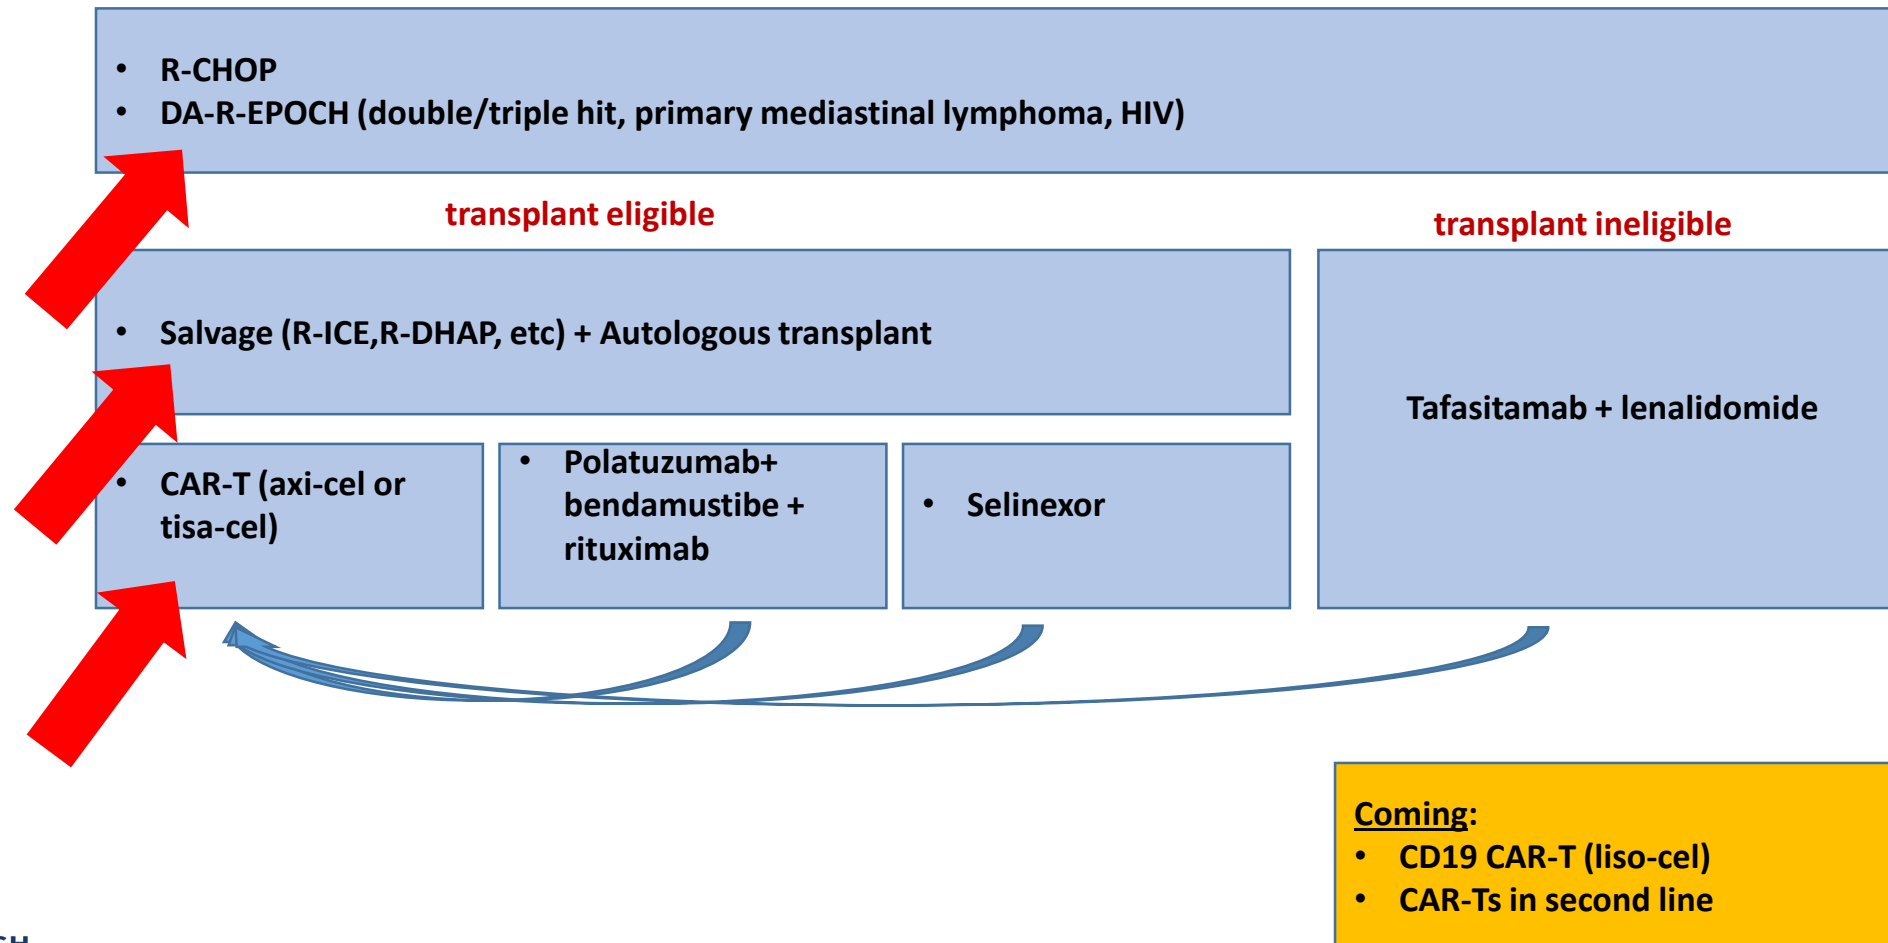 • R-CHOP
• DA-R-EPOCH (double/triple hit, primary mediastinal lymphoma, HIV)
transplant eligible
transplant ineligible
• Salvage (R-ICE,R-DHAP, etc) + Autologous transplant
Tafasitamab + lenalidomide
• CAR-T (axi-cel or
tisa-cel)
• Polatuzumab+
bendamustibe +
rituximab
• Selinexor
Coming:
• CD19 CAR-T (liso-cel)
• CAR-Ts in second line